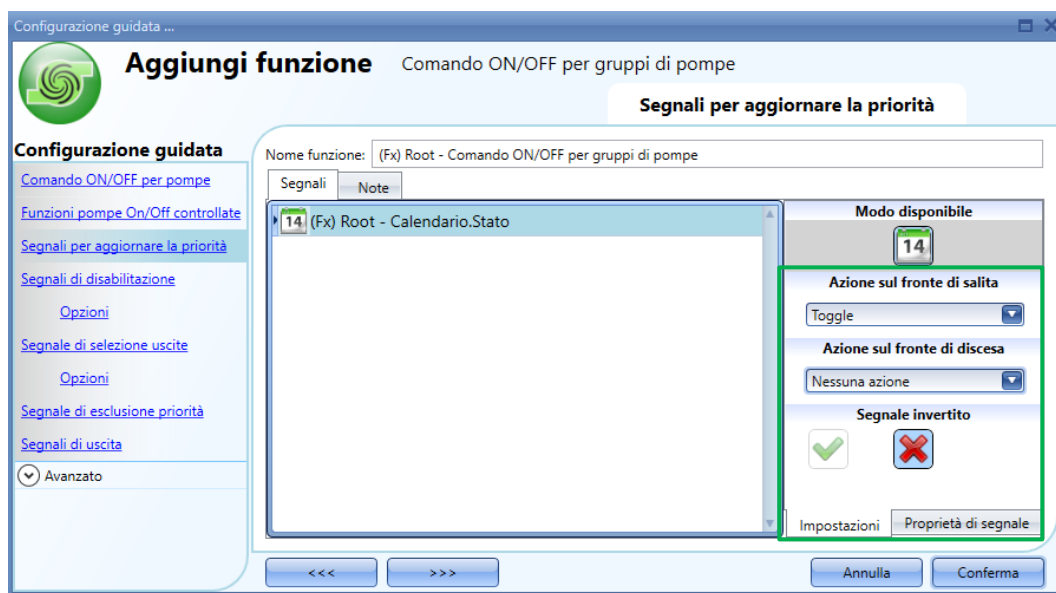 Configurazione guidata ...
Aggiungi funzione Comando ON/OFF per gruppi di pompe
Segnali per aggiornare la priorità
Configurazione guidata
Comando ON/OFF per pompe
Funzioni pompe On/Off controllate
Segnali per aggiornare la priorità
Segnali di disabilitazione
Opzioni
Segnale di selezione uscite
Opzioni
Segnale di esclusione priorità
Segnali di uscita
Avanzato
Nome funzione: (Fx) Root - Comando ON/OFF per gruppi di pompe
Segnali Note
14 (Fx) Root - Calendario.Stato
Modo disponibile
14
Azione sul fronte di salita
Toggle
Azione sul fronte di discesa
Nessuna azione
Segnale invertito
Impostazioni Proprietà di segnale
<<< >>> Annulla Conferma